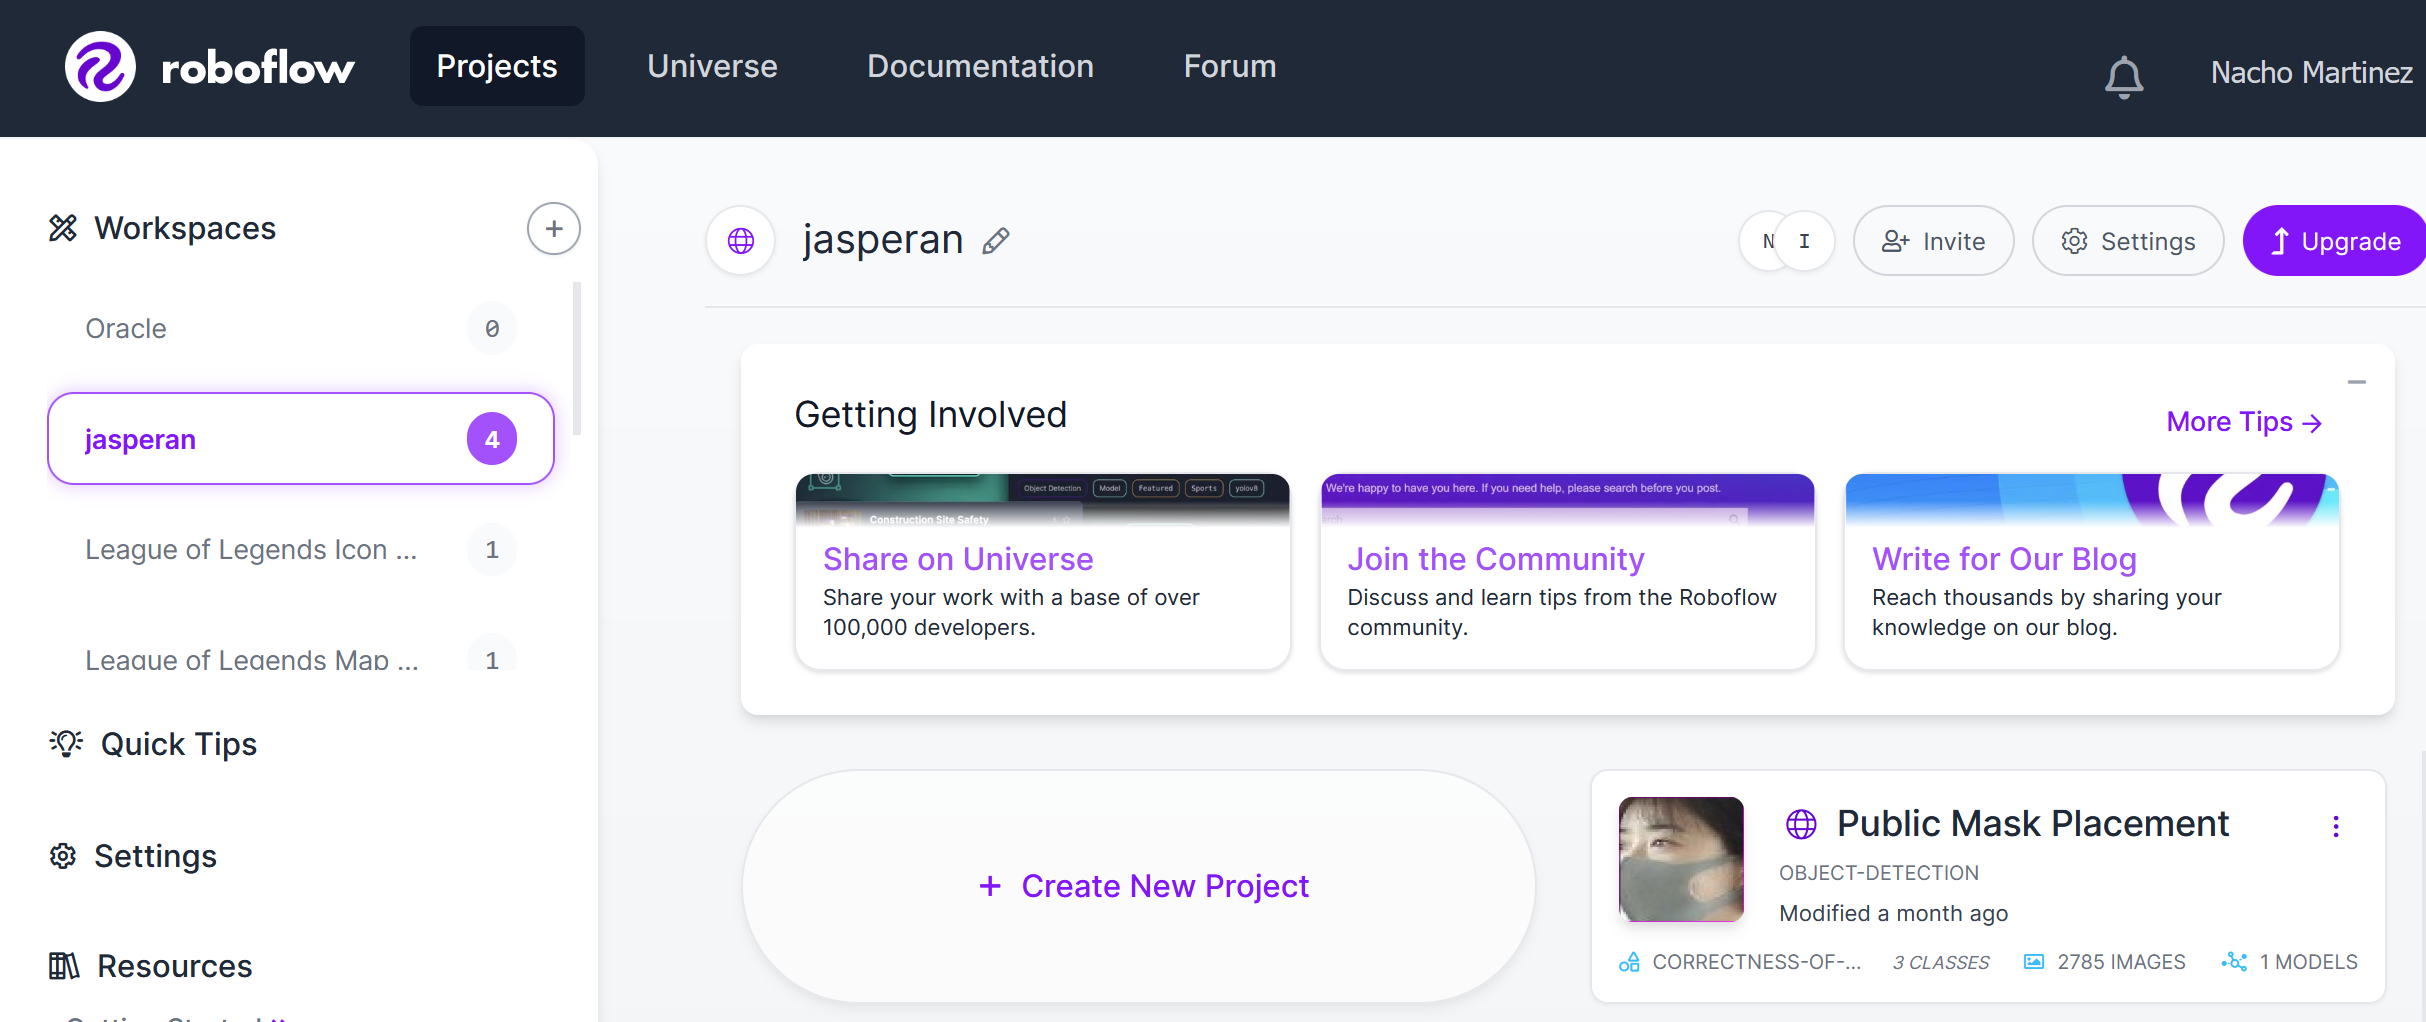 roboflow
Projects
Universe
Documentation
Forum
Nacho Martinez
Workspaces
Oracle 0
jasperan 4
League of Legends Icon ... 1
League of Legends Map ... 1
Quick Tips
Settings
Resources
jasperan
N I
Invite
Settings
Upgrade
Getting Involved
More Tips →
Object Detection Model Featured Sports yolov8
Construction Site Safety
Share on Universe
Share your work with a base of over
100,000 developers.
We're happy to have you here. If you need help, please search before you post.
Join the Community
Discuss and learn tips from the Roboflow
community.
Write for Our Blog
Reach thousands by sharing your
knowledge on our blog.
+ Create New Project
Public Mask Placement
OBJECT-DETECTION
Modified a month ago
CORRECTNESS-OF-... 3 CLASSES 2785 IMAGES 1 MODELS